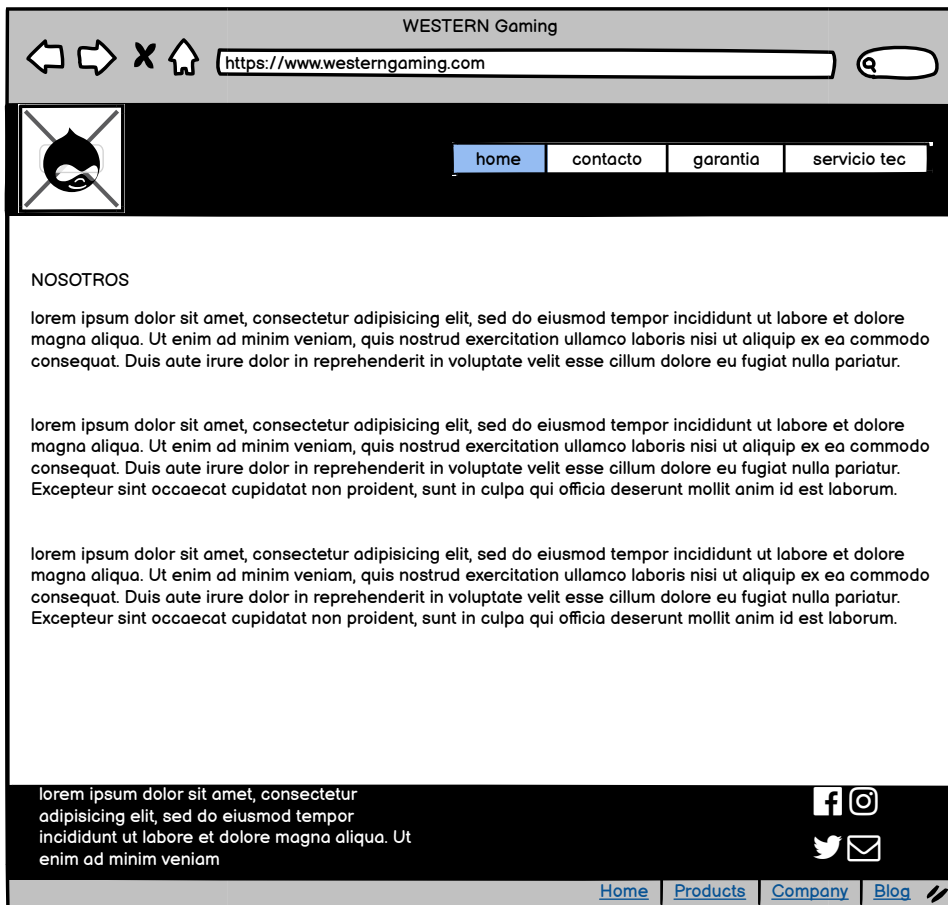 WESTERN Gaming
https://www.westerngaming.com
home contacto garantia servicio tec
NOSOTROS
lorem ipsum dolor sit amet, consectetur adipisicing elit, sed do eiusmod tempor incididunt ut labore et dolore
magna aliqua. Ut enim ad minim veniam, quis nostrud exercitation ullamco laboris nisi ut aliquip ex ea commodo
consequat. Duis aute irure dolor in reprehenderit in voluptate velit esse cillum dolore eu fugiat nulla pariatur.
lorem ipsum dolor sit amet, consectetur adipisicing elit, sed do eiusmod tempor incididunt ut labore et dolore
magna aliqua. Ut enim ad minim veniam, quis nostrud exercitation ullamco laboris nisi ut aliquip ex ea commodo
consequat. Duis aute irure dolor in reprehenderit in voluptate velit esse cillum dolore eu fugiat nulla pariatur.
Excepteur sint occaecat cupidatat non proident, sunt in culpa qui officia deserunt mollit anim id est laborum.
lorem ipsum dolor sit amet, consectetur adipisicing elit, sed do eiusmod tempor incididunt ut labore et dolore
magna aliqua. Ut enim ad minim veniam, quis nostrud exercitation ullamco laboris nisi ut aliquip ex ea commodo
consequat. Duis aute irure dolor in reprehenderit in voluptate velit esse cillum dolore eu fugiat nulla pariatur.
Excepteur sint occaecat cupidatat non proident, sunt in culpa qui officia deserunt mollit anim id est laborum.
lorem ipsum dolor sit amet, consectetur
adipisicing elit, sed do eiusmod tempor
incididunt ut labore et dolore magna aliqua. Ut
enim ad minim veniam
Home Products Company Blog